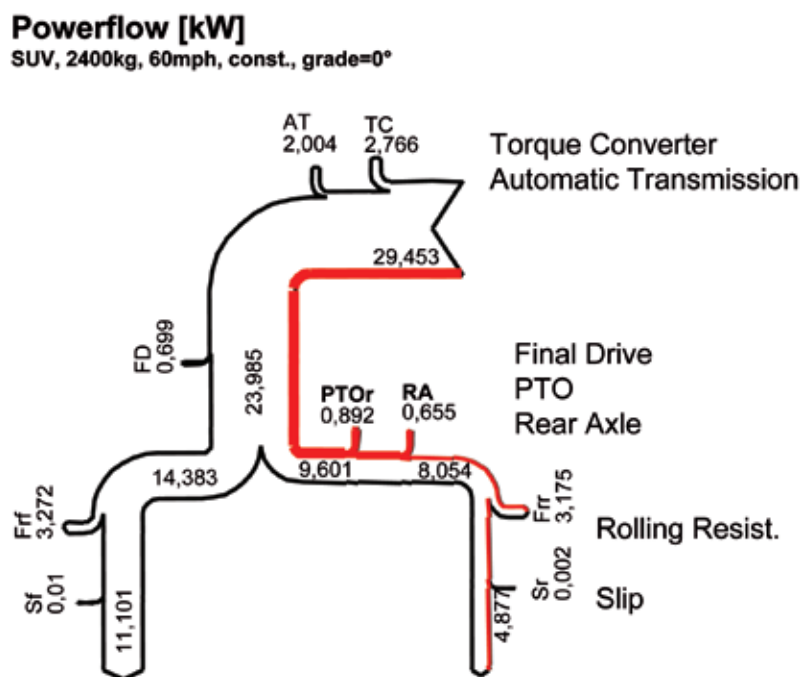 Powerflow [kW]
SUV, 2400kg, 60mph, const., grade=0°
AT
2,004
TC
2,766
Torque Converter
Automatic Transmission
29,453
FD
0,699
23,985
Final Drive
PTO
Rear Axle
PTOr
0,892
RA
0,655
14,383
9,601
8,054
Frf
3,272
Frr
3,175
Rolling Resist.
Sf
0,01
11,101
4,877
Sr
0,002
Slip